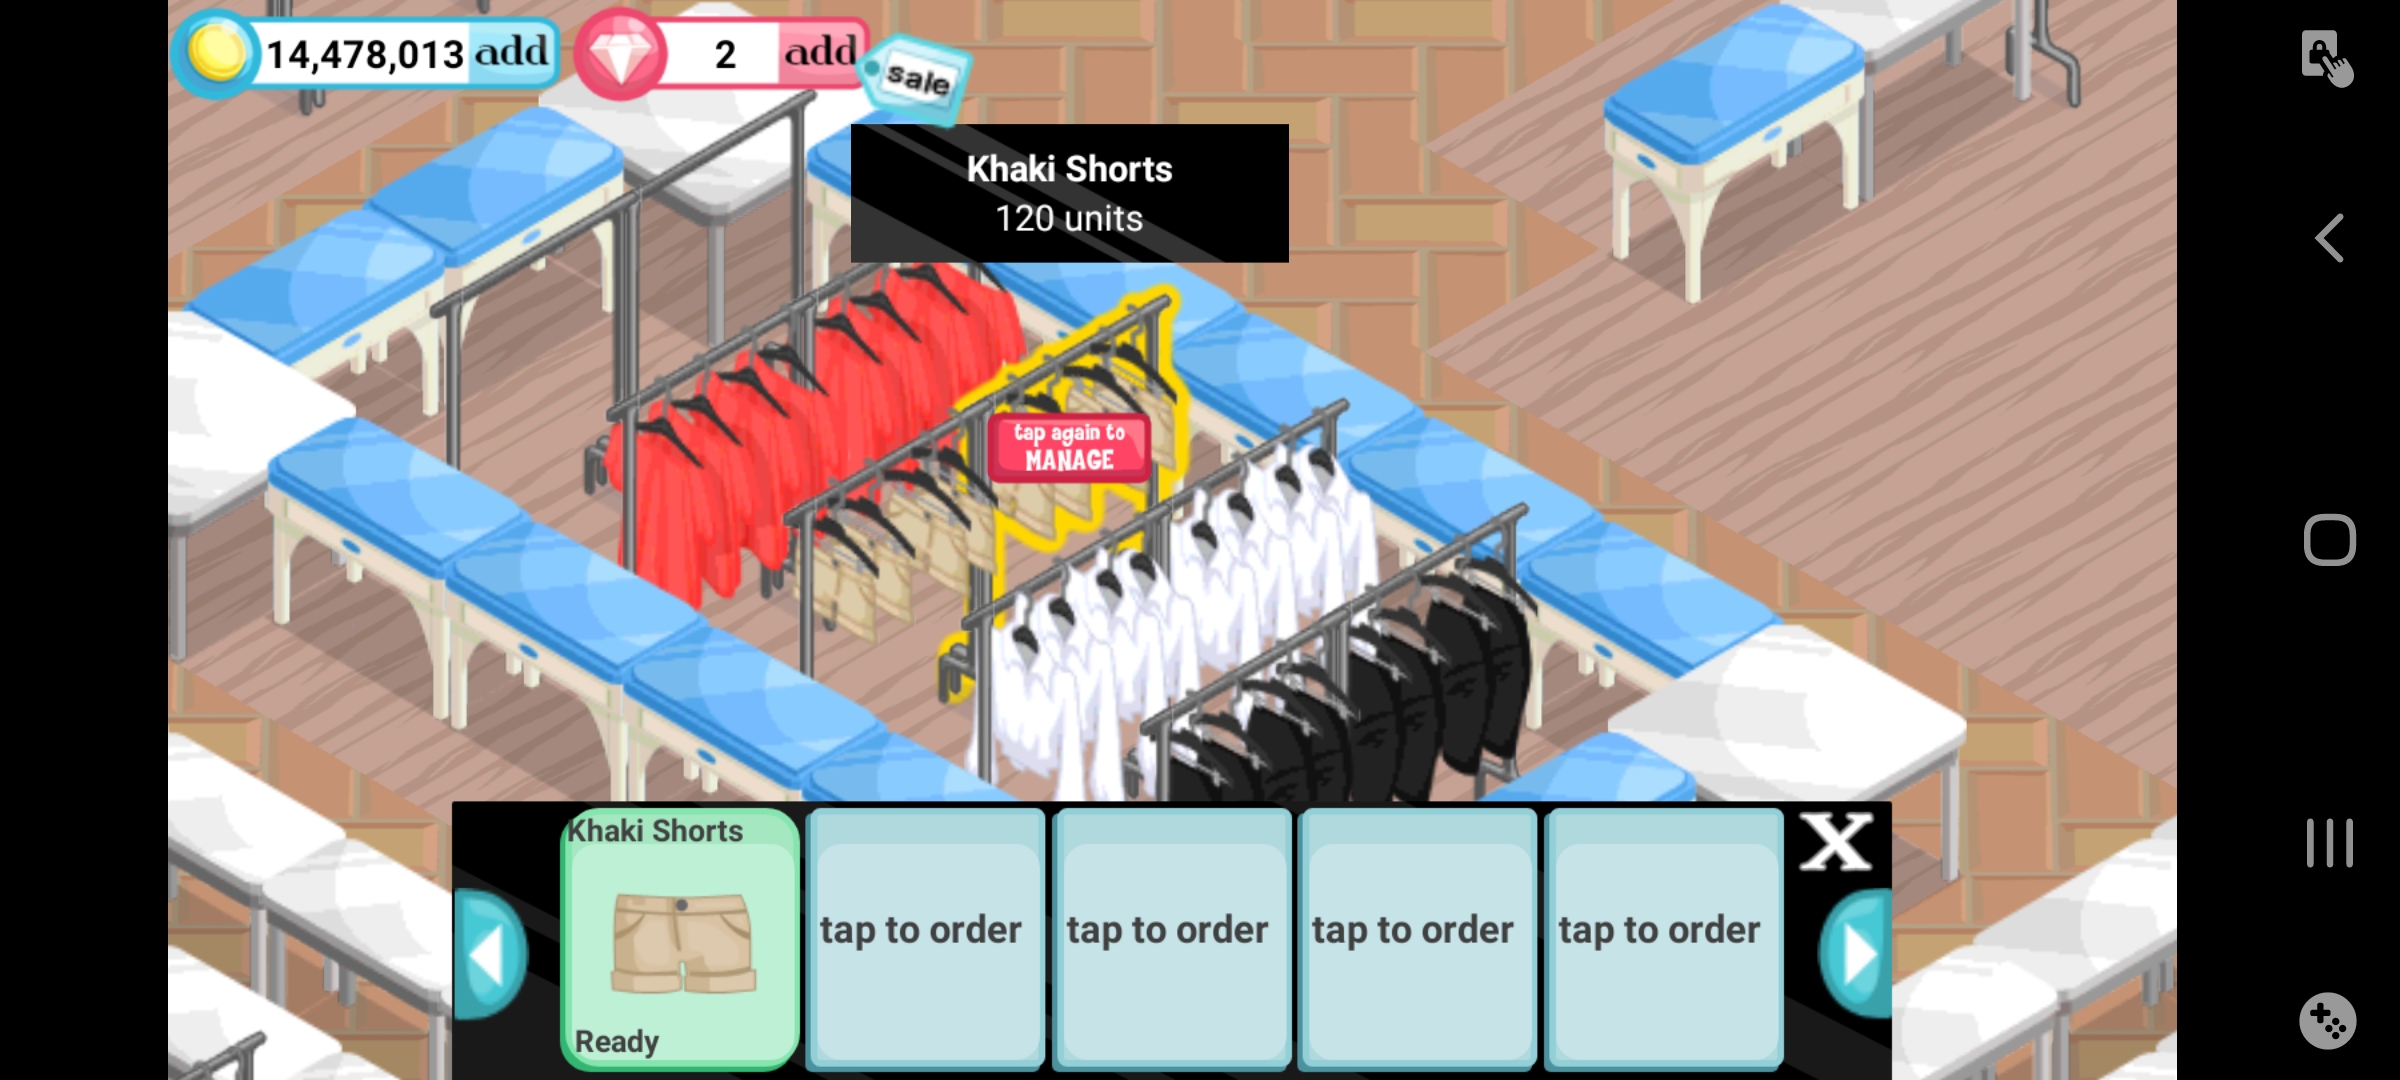 14,478,013 add
2 add
sale
Khaki Shorts
120 units
tap again to
MANAGE
Khaki Shorts
Ready
tap to order
tap to order
tap to order
tap to order
X